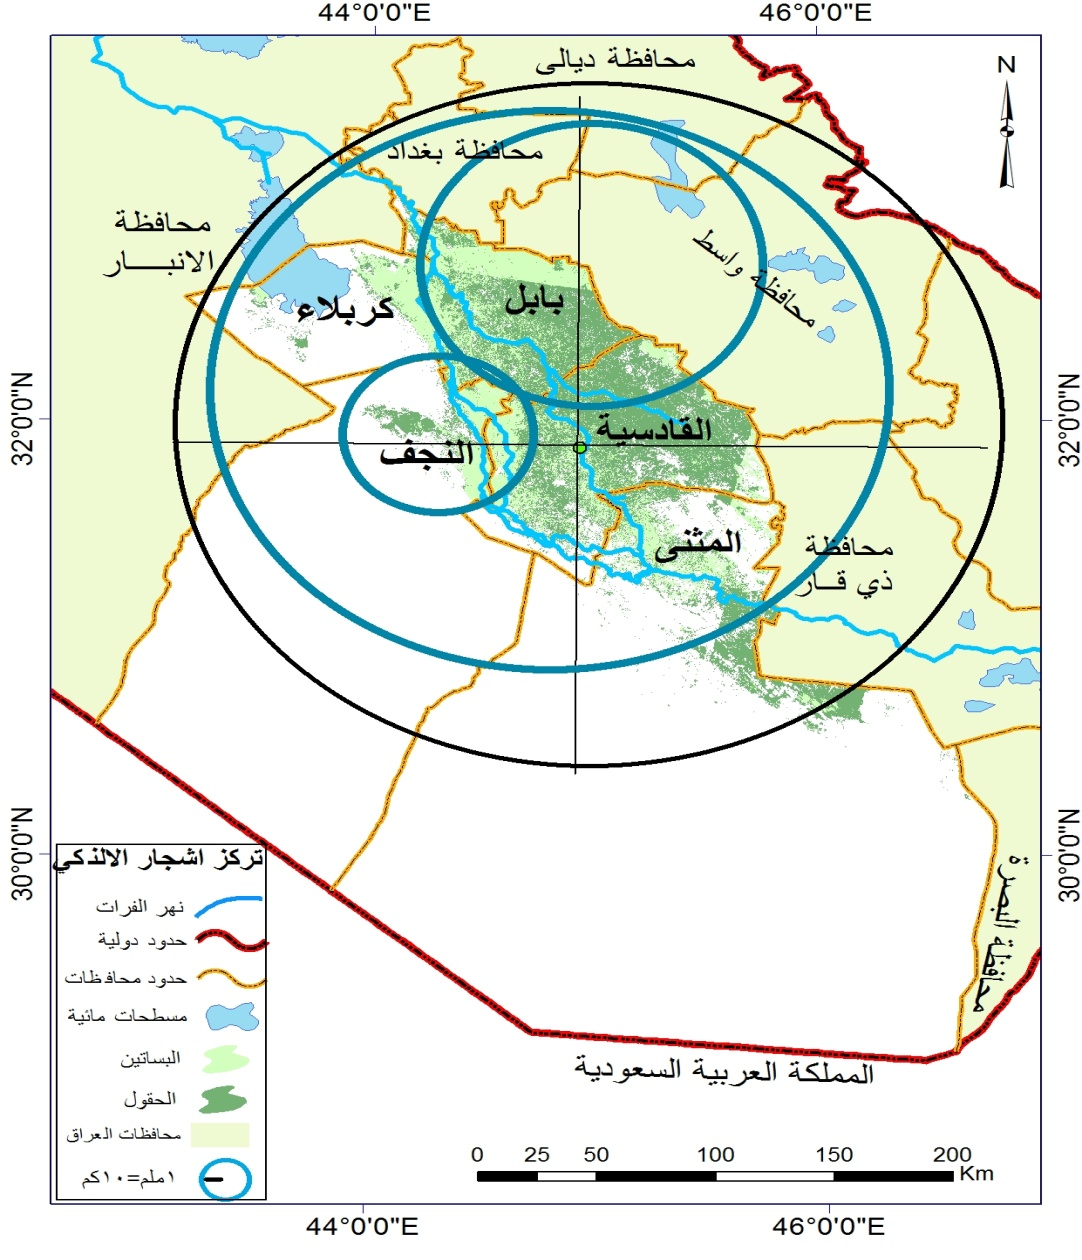 44°0'0"E 46°0'0"E
N
محافظة ديالى
محافظة بغداد
محافظة
الانبـــــار
محافظة واسط
كربلاء
بابل
32°0'0"N
32°0'0"N
القادسية
النجف
المثنى
محافظة
ذي قــار
30°0'0"N
30°0'0"N
محافظة البصرة
تركز اشجار الالذكي
نهر الفرات
حدود دولية
حدود محافظات
مسطحات مائية
البساتين
الحقول
محافظات العراق
١ملم=١٠كم
المملكة العربية السعودية
0 25 50 100 150 200
Km
44°0'0"E 46°0'0"E